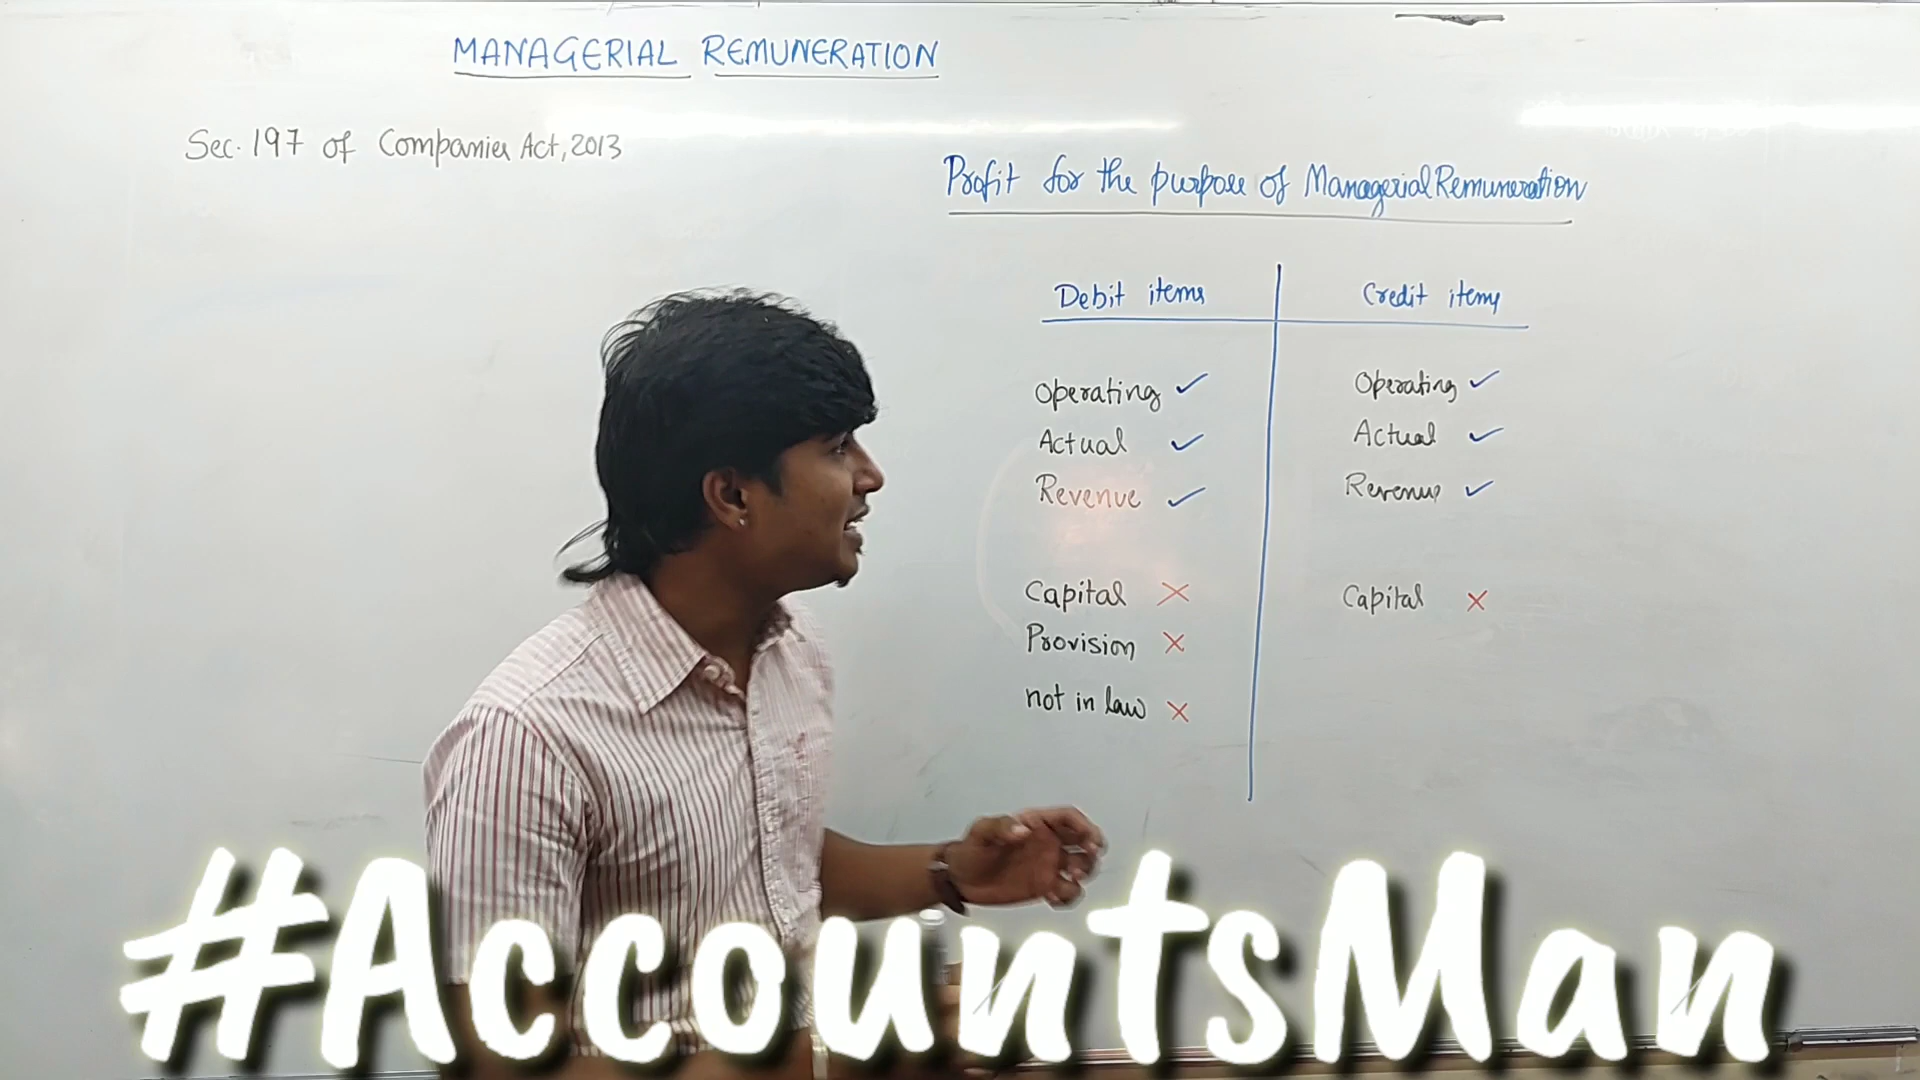 MANAGERIAL REMUNERATION
Sec. 197 of Companies Act, 2013
Profit for the purpose of Managerial Remuneration
Debit items
Credit items
Operating ✓
Operating ✓
Actual ✓
Actual ✓
Revenue ✓
Revenue ✓
Capital ✗
Capital ✗
Provision ✗
not in law ✗
#AccountsMan